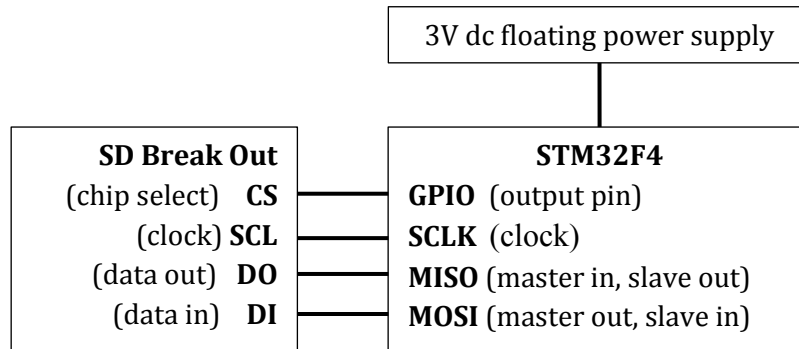 3V dc floating power supply
SD Break Out
(chip select) CS
(clock) SCL
(data out) DO
(data in) DI
STM32F4
GPIO (output pin)
SCLK (clock)
MISO (master in, slave out)
MOSI (master out, slave in)